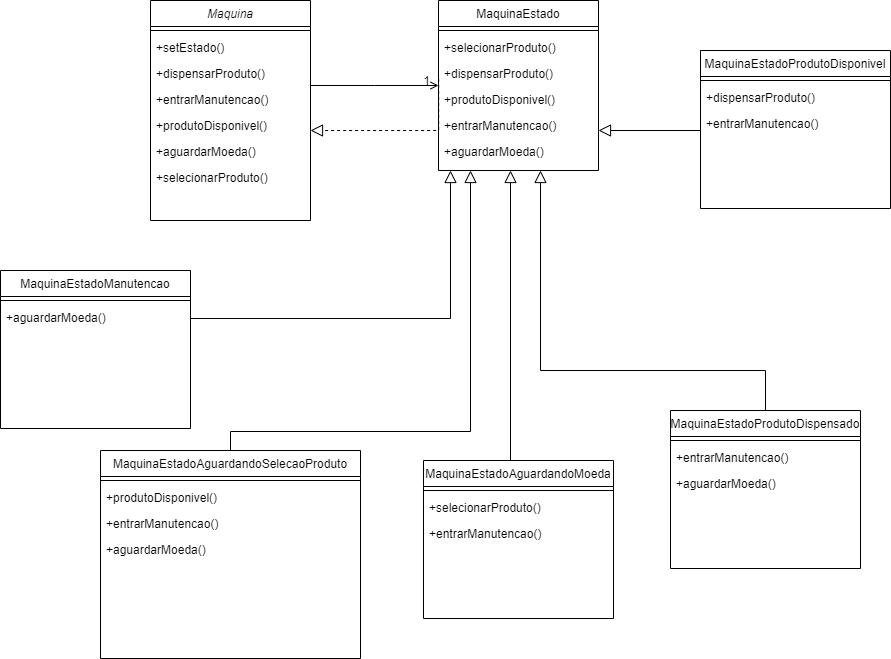 Maquina
+setEstado()
+dispensarProduto()
+entrarManutencao()
+produtoDisponivel()
+aguardarMoeda()
+selecionarProduto()
1
MaquinaEstado
+selecionarProduto()
+dispensarProduto()
+produtoDisponivel()
+entrarManutencao()
+aguardarMoeda()
MaquinaEstadoProdutoDisponivel
+dispensarProduto()
+entrarManutencao()
MaquinaEstadoManutencao
+aguardarMoeda()
MaquinaEstadoAguardandoSelecaoProduto
+produtoDisponivel()
+entrarManutencao()
+aguardarMoeda()
MaquinaEstadoAguardandoMoeda
+selecionarProduto()
+entrarManutencao()
MaquinaEstadoProdutoDispensado
+entrarManutencao()
+aguardarMoeda()